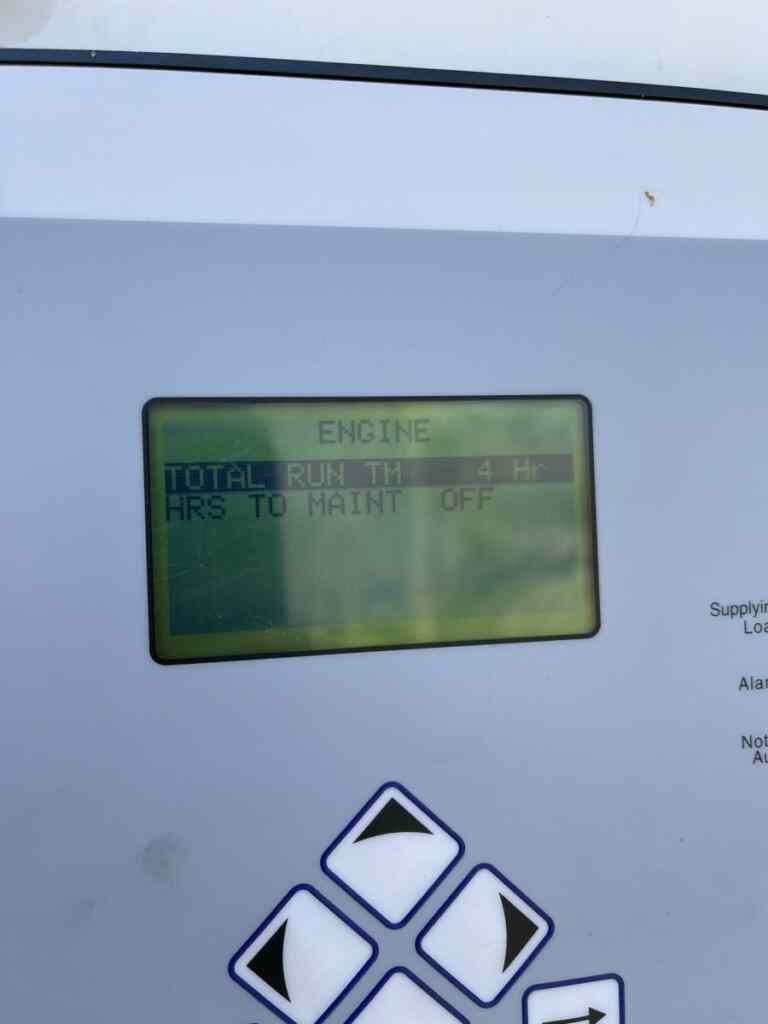 ENGINE
TOTAL RUN TM 4 Hr
HRS TO MAINT OFF